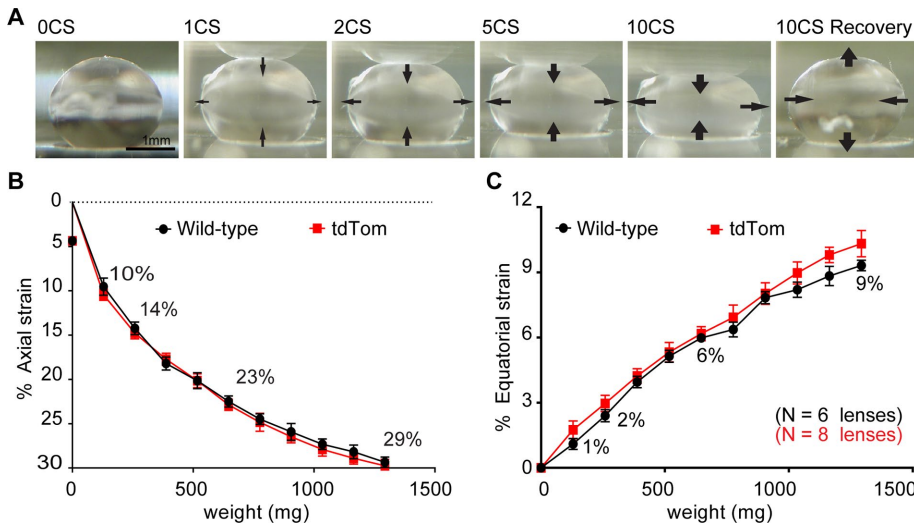 A
0CS
1CS
2CS
5CS
10CS
10CS Recovery
1mm
B
0
5
10
15
20
25
30
% Axial strain
Wild-type
tdTom
10%
14%
23%
29%
0
500
1000
1500
weight (mg)
C
12
9
6
3
0
% Equatorial strain
Wild-type
tdTom
1%
2%
6%
9%
(N = 6 lenses)
(N = 8 lenses)
0
500
1000
1500
weight (mg)